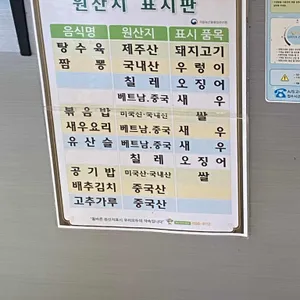 원산지 표시판
음식명 원산지 표시 품목
탕수육 제주산 돼지고기
짬뽕 국내산 우렁이
칠레 오징어
베트남.중국 새우
볶음밥 미국산·국내산 쌀
새우요리 베트남.중국 새우
유산슬 베트남.중국 새우
칠레 오징어
공기밥 미국산·국내산 쌀
배추김치 중국산
고추가루 중국산